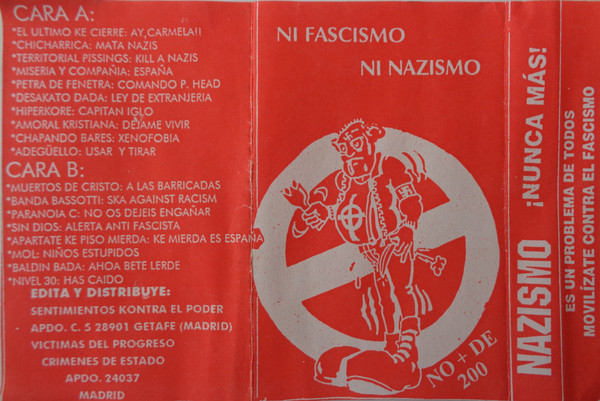 CARA A:
*EL ULTIMO KE CIERRE: AY, CARMELA!!
*CHICHARRICA: MATA NAZIS
*TERRITORIAL PISSINGS: KILL A NAZIS
*MISERIA Y COMPAÑIA: ESPAÑA
*PETRA DE FENETRA: COMANDO P. HEAD
*DESAKATO DADA: LEY DE EXTRANJERIA
*HIPERKORE: CAPITAN IGLO
*AMORAL KRISTIANA: DÉJAME VIVIR
*CHAPANDO BARES: XENOFOBIA
*ADEGÜELLO: USAR Y TIRAR
CARA B:
*MUERTOS DE CRISTO: A LAS BARRICADAS
*BANDA BASSOTTI: SKA AGAINST RACISM
*PARANOIA C: NO OS DEJEIS ENGAÑAR
*SIN DIOS: ALERTA ANTI FASCISTA
*APARTATE KE PISO MIERDA: KE MIERDA ES ESPAÑA
*MOL: NIÑOS ESTUPIDOS
*BALDIN BADA: AHOA BETE LERDE
*NIVEL 30: HAS CAIDO
EDITA Y DISTRIBUYE:
SENTIMIENTOS KONTRA EL PODER
APDO. C. 5 28901 GETAFE (MADRID)
VICTIMAS DEL PROGRESO
CRIMENES DE ESTADO
APDO. 24037
MADRID
NI FASCISMO
NI NAZISMO
NO + DE
200
NAZISMO ¡NUNCA MÁS!
ES UN PROBLEMA DE TODOS
MOVILÍZATE CONTRA EL FASCISMO